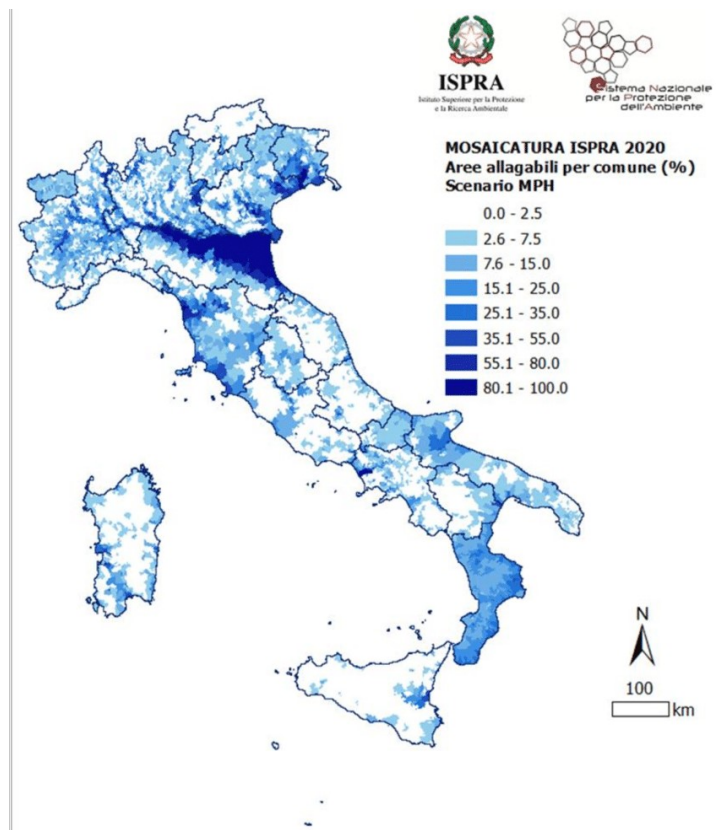 ISPRA
Istituto Superiore per la Protezione
e la Ricerca Ambientale
Sistema Nazionale
per la Protezione
dell'Ambiente
MOSAICATURA ISPRA 2020
Aree allagabili per comune (%)
Scenario MPH
0.0 - 2.5
2.6 - 7.5
7.6 - 15.0
15.1 - 25.0
25.1 - 35.0
35.1 - 55.0
55.1 - 80.0
80.1 - 100.0
N
100
km